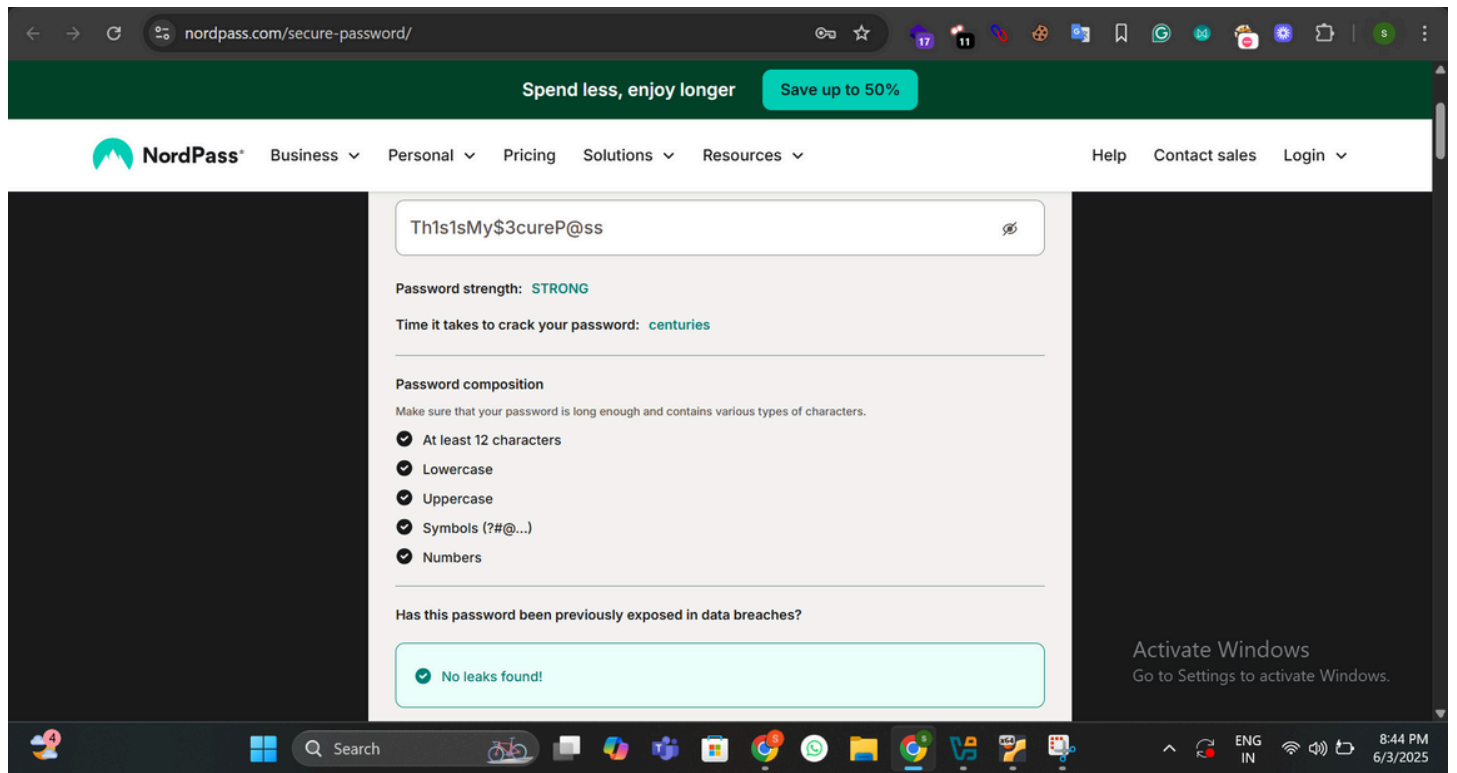 nordpass.com/secure-password/
17
11
S
Spend less, enjoy longer
Save up to 50%
NordPass®
Business
Personal
Pricing
Solutions
Resources
Help
Contact sales
Login
Th1s1sMy$3cureP@ss
Password strength: STRONG
Time it takes to crack your password: centuries
Password composition
Make sure that your password is long enough and contains various types of characters.
At least 12 characters
Lowercase
Uppercase
Symbols (?#@...)
Numbers
Has this password been previously exposed in data breaches?
No leaks found!
Activate Windows
Go to Settings to activate Windows.
4
Search
ENG
IN
8:44 PM
6/3/2025